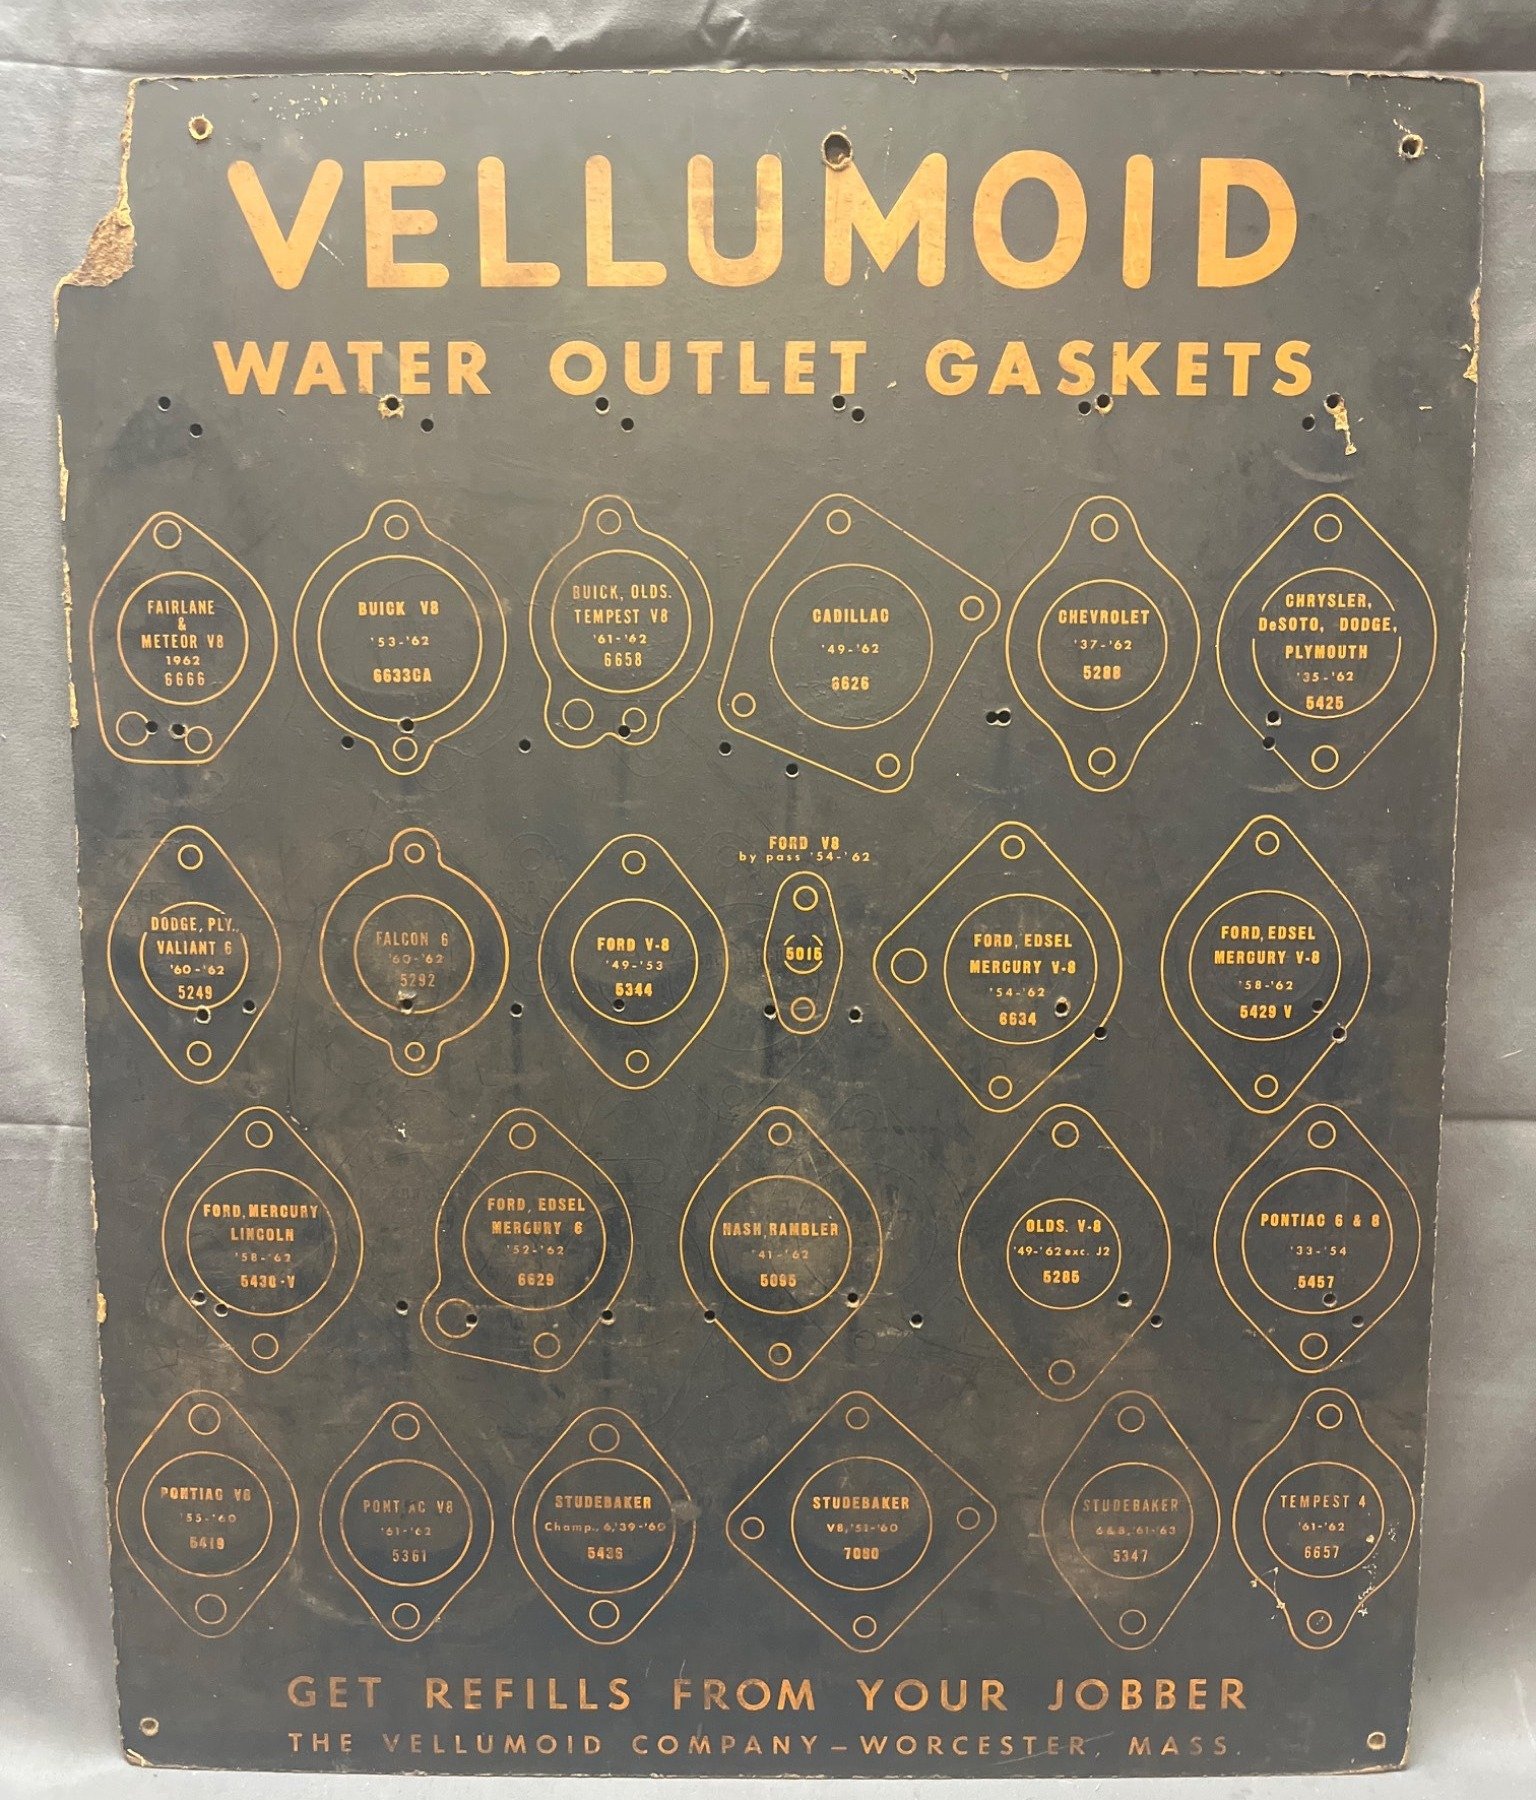 VELLUMOID
WATER OUTLET GASKETS
FAIRLANE
&
METEOR V8
1962
6666
BUICK V8
'53-'62
6633CA
BUICK, OLDS.
TEMPEST V8
'61-'62
6658
CADILLAC
'49-'62
6626
CHEVROLET
'37-'62
5288
CHRYSLER,
DeSOTO, DODGE,
PLYMOUTH
'35-'62
5425
DODGE, PLY.,
VALIANT 6
'60-'62
5249
FALCON 6
'60-'62
5292
FORD V-8
'49-'53
5344
FORD V8
by pass '54-'62
5015
FORD, EDSEL
MERCURY V-8
'54-'62
6634
FORD, EDSEL
MERCURY V-8
'58-'62
5429 V
FORD, MERCURY
LINCOLN
'58-'62
5430-V
FORD, EDSEL
MERCURY 6
'52-'62
6629
NASH, RAMBLER
'41-'62
5095
OLDS. V-8
'49-'62 exc. J2
5285
PONTIAC 6 & 8
'33-'54
5457
PONTIAC V8
'55-'60
5419
PONTIAC V8
'61-'62
5361
STUDEBAKER
Champ., 6, '39-'60
5436
STUDEBAKER
V8, '51-'60
7080
STUDEBAKER
6 & 8, '61-'63
5347
TEMPEST 4
'61-'62
6657
GET REFILLS FROM YOUR JOBBER
THE VELLUMOID COMPANY – WORCESTER, MASS.